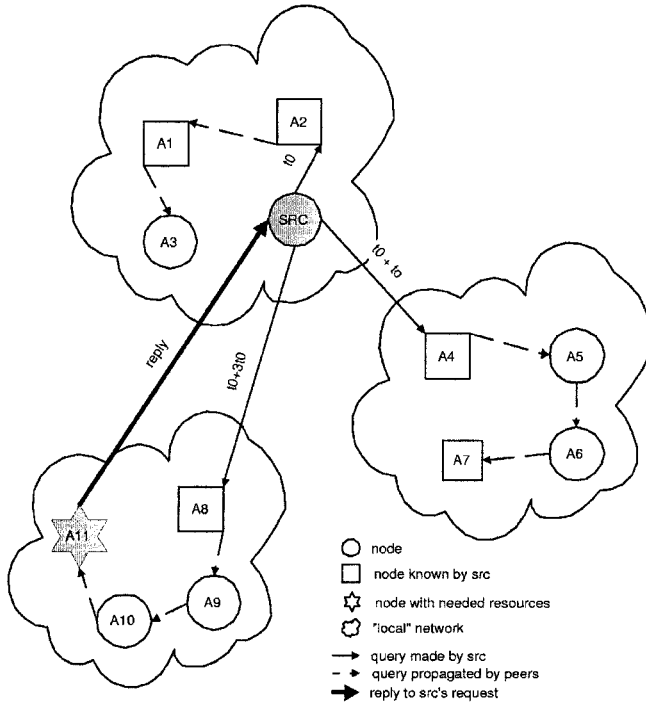 A2
A1
t0
SRC
A3
t0 + to
reply
t0+3t0
A4
A5
A7
A6
A8
A11
A9
A10
node
node known by src
node with needed resources
"local" network
query made by src
query propagated by peers
reply to src's request